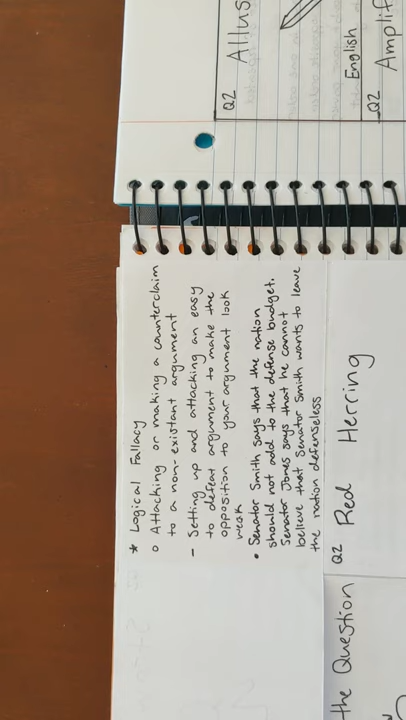 Q2 Allus
English
Q2 Amplif
* Logical Fallacy
o Attacking or making a counterclaim
to a non-existant argument
- Setting up and attacking an easy
to defeat argument to make the
opposition to your argument look
weak
• Senator Smith says that the nation
should not add to the defense budget.
Senator Jones says that he cannot
believe that Senator Smith wants to leave
the nation defenseless
Q2 Red Herring
the Question